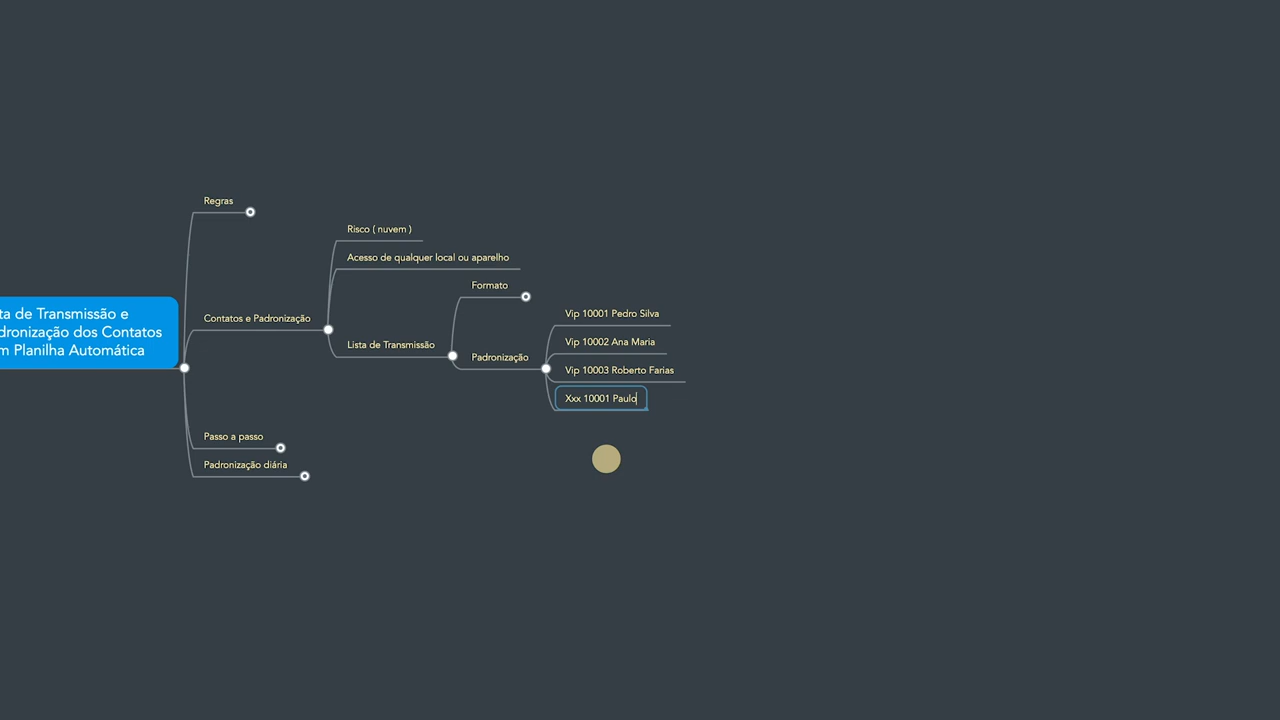 Regras
Risco ( nuvem )
Acesso de qualquer local ou aparelho
Formato
ta de Transmissão e
dronização dos Contatos
m Planilha Automática
Contatos e Padronização
Vip 10001 Pedro Silva
Lista de Transmissão
Vip 10002 Ana Maria
Padronização
Vip 10003 Roberto Farias
Xxx 10001 Paulo
Passo a passo
Padronização diária